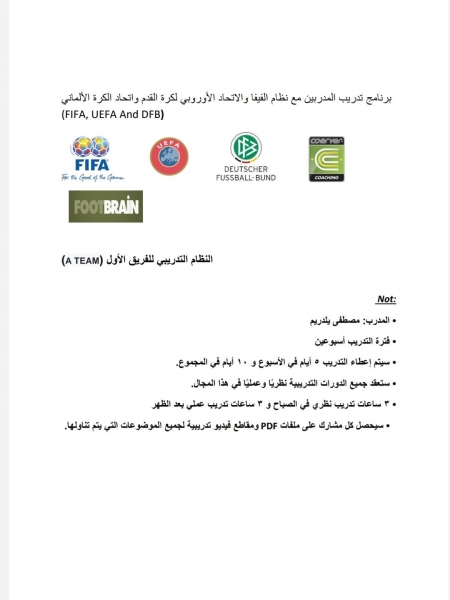 برنامج تدريب المدربين مع نظام الفيفا والاتحاد الأوروبي لكرة القدم واتحاد الكرة الألماني
(FIFA, UEFA And DFB)
FIFA
For the Good of the Game
UEFA
DFB
DEUTSCHER
FUSSBALL-BUND
COERVER
COACHING
FOOTBRAIN
النظام التدريبي للفريق الأول (A TEAM)
Not:
• المدرب: مصطفى يلدريم
• فترة التدريب أسبوعين
• سيتم إعطاء التدريب ٥ أيام في الأسبوع و ١٠ أيام في المجموع.
• ستعقد جميع الدورات التدريبية نظريًا وعمليًا في هذا المجال.
• ٣ ساعات تدريب نظري في الصباح و ٣ ساعات تدريب عملي بعد الظهر
• سيحصل كل مشارك على ملفات PDF ومقاطع فيديو تدريبية لجميع الموضوعات التي يتم تناولها.